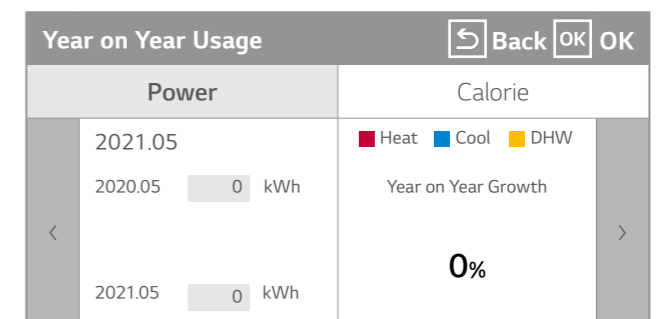 Year on Year Usage Back OK OK
Power Calorie
2021.05 Heat Cool DHW
2020.05 0 kWh Year on Year Growth
< >
0%
2021.05 0 kWh